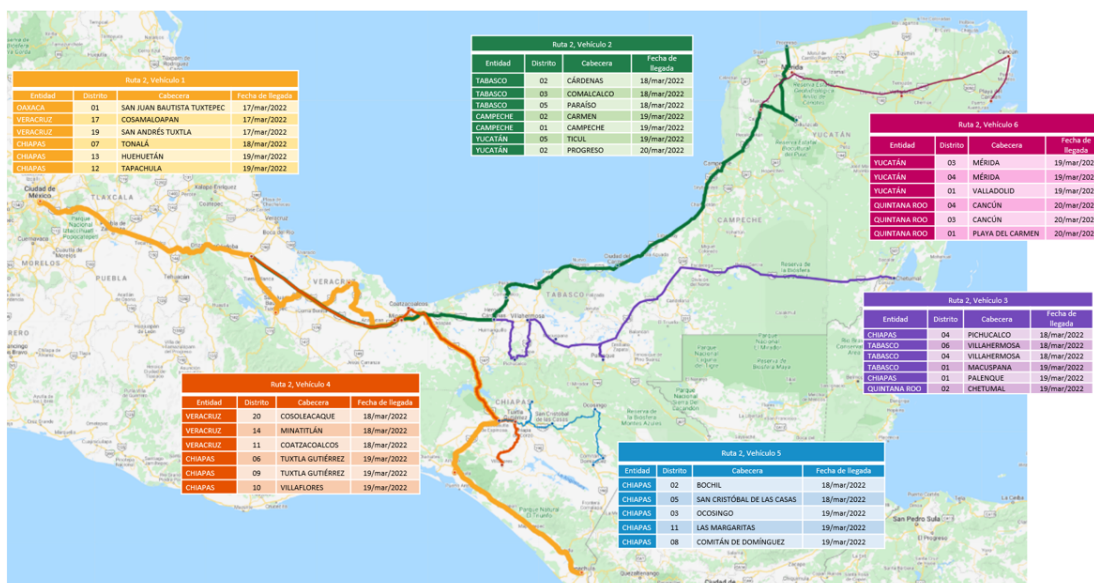 Ruta 2, Vehículo 1
Entidad Distrito Cabecera Fecha de llegada
OAXACA 01 SAN JUAN BAUTISTA TUXTEPEC 17/mar/2022
VERACRUZ 17 COSAMALOAPAN 17/mar/2022
VERACRUZ 19 SAN ANDRÉS TUXTLA 17/mar/2022
CHIAPAS 07 TONALÁ 18/mar/2022
CHIAPAS 13 HUEHUETÁN 19/mar/2022
CHIAPAS 12 TAPACHULA 19/mar/2022
Ruta 2, Vehículo 2
Entidad Distrito Cabecera Fecha de llegada
TABASCO 02 CÁRDENAS 18/mar/2022
TABASCO 03 COMALCALCO 18/mar/2022
TABASCO 05 PARAÍSO 18/mar/2022
CAMPECHE 02 CARMEN 19/mar/2022
CAMPECHE 01 CAMPECHE 19/mar/2022
YUCATÁN 05 TICUL 19/mar/2022
YUCATÁN 02 PROGRESO 20/mar/2022
Ruta 2, Vehículo 6
Entidad Distrito Cabecera Fecha de llegada
YUCATÁN 03 MÉRIDA 19/mar/202
YUCATÁN 04 MÉRIDA 19/mar/202
YUCATÁN 01 VALLADOLID 19/mar/202
QUINTANA ROO 04 CANCÚN 20/mar/202
QUINTANA ROO 03 CANCÚN 20/mar/202
QUINTANA ROO 01 PLAYA DEL CARMEN 20/mar/202
Ruta 2, Vehículo 3
Entidad Distrito Cabecera Fecha de llegada
CHIAPAS 04 PICHUCALCO 18/mar/2022
TABASCO 06 VILLAHERMOSA 18/mar/2022
TABASCO 04 VILLAHERMOSA 18/mar/2022
TABASCO 01 MACUSPANA 19/mar/2022
CHIAPAS 01 PALENQUE 19/mar/2022
QUINTANA ROO 02 CHETUMAL 19/mar/2022
Ruta 2, Vehículo 4
Entidad Distrito Cabecera Fecha de llegada
VERACRUZ 20 COSOLEACAQUE 18/mar/2022
VERACRUZ 14 MINATITLÁN 18/mar/2022
VERACRUZ 11 COATZACOALCOS 18/mar/2022
CHIAPAS 06 TUXTLA GUTIÉRREZ 19/mar/2022
CHIAPAS 09 TUXTLA GUTIÉRREZ 19/mar/2022
CHIAPAS 10 VILLAFLORES 19/mar/2022
Ruta 2, Vehículo 5
Entidad Distrito Cabecera Fecha de llegada
CHIAPAS 02 BOCHIL 18/mar/2022
CHIAPAS 05 SAN CRISTÓBAL DE LAS CASAS 18/mar/2022
CHIAPAS 03 OCOSINGO 19/mar/2022
CHIAPAS 11 LAS MARGARITAS 19/mar/2022
CHIAPAS 08 COMITÁN DE DOMÍNGUEZ 19/mar/2022
Ciudad de
México
TLAXCALA
MORELOS
PUEBLA
Tehuacán
VERACRUZ
Coatzacoalcos
TABASCO
Villahermosa
CAMPECHE
YUCATÁN
Mérida
Cancún
Chetumal
CHIAPAS
San Pedro Sula